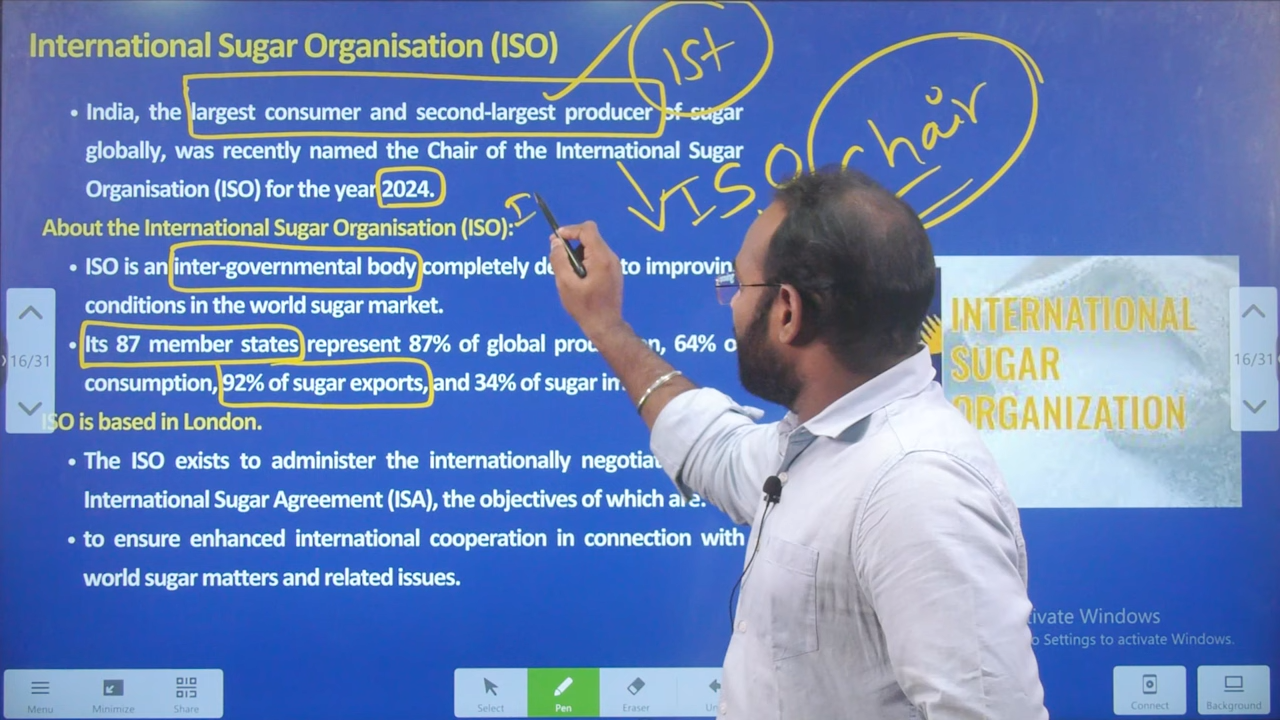 International Sugar Organisation (ISO)
1st
• India, the largest consumer and second-largest producer of sugar
globally, was recently named the Chair of the International Sugar
Organisation (ISO) for the year 2024.
ISO chair
About the International Sugar Organisation (ISO):
I
• ISO is an inter-governmental body completely to improvin
conditions in the world sugar market.
• Its 87 member states represent 87% of global 64%
consumption, 92% of sugar exports, and 34% of sugar
ISO is based in London.
• The ISO exists to administer the internationally
International Sugar Agreement (ISA), the objectives of which are:
• to ensure enhanced international cooperation in connection with
world sugar matters and related issues.
INTERNATIONAL
SUGAR
ORGANIZATION
16/31
16/31
tivate Windows
o Settings to activate Windows.
Menu Minimize Share Select Pen Eraser Un Connect Background